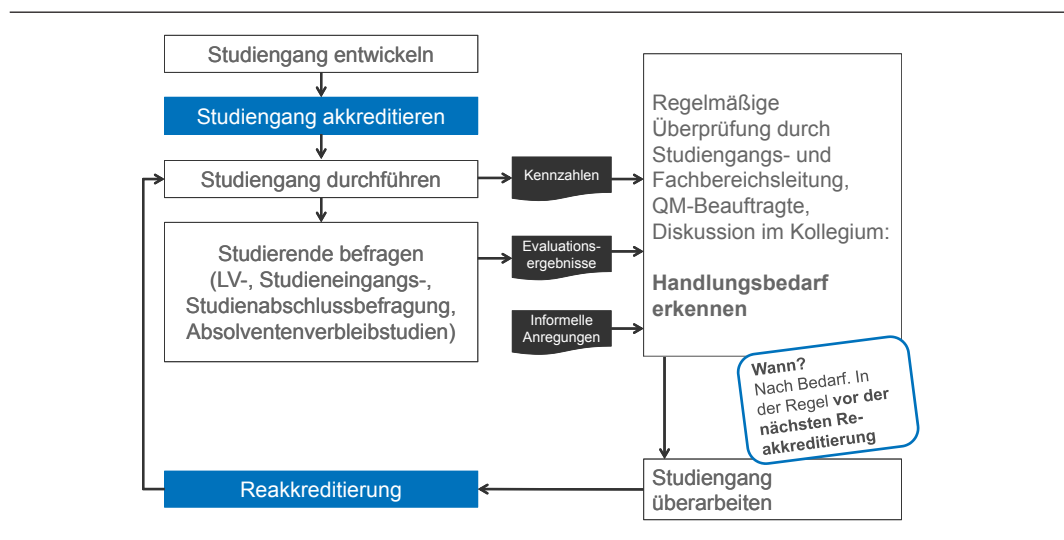 Studiengang entwickeln
Studiengang akkreditieren
Studiengang durchführen
Studierende befragen
(LV-, Studieneingangs-,
Studienabschlussbefragung,
Absolventenverbleibstudien)
Kennzahlen
Evaluations-
ergebnisse
Informelle
Anregungen
Regelmäßige
Überprüfung durch
Studiengangs- und
Fachbereichsleitung,
QM-Beauftragte,
Diskussion im Kollegium:
Handlungsbedarf
erkennen
Wann?
Nach Bedarf. In
der Regel vor der
nächsten Re-
akkreditierung
Studiengang
überarbeiten
Reakkreditierung